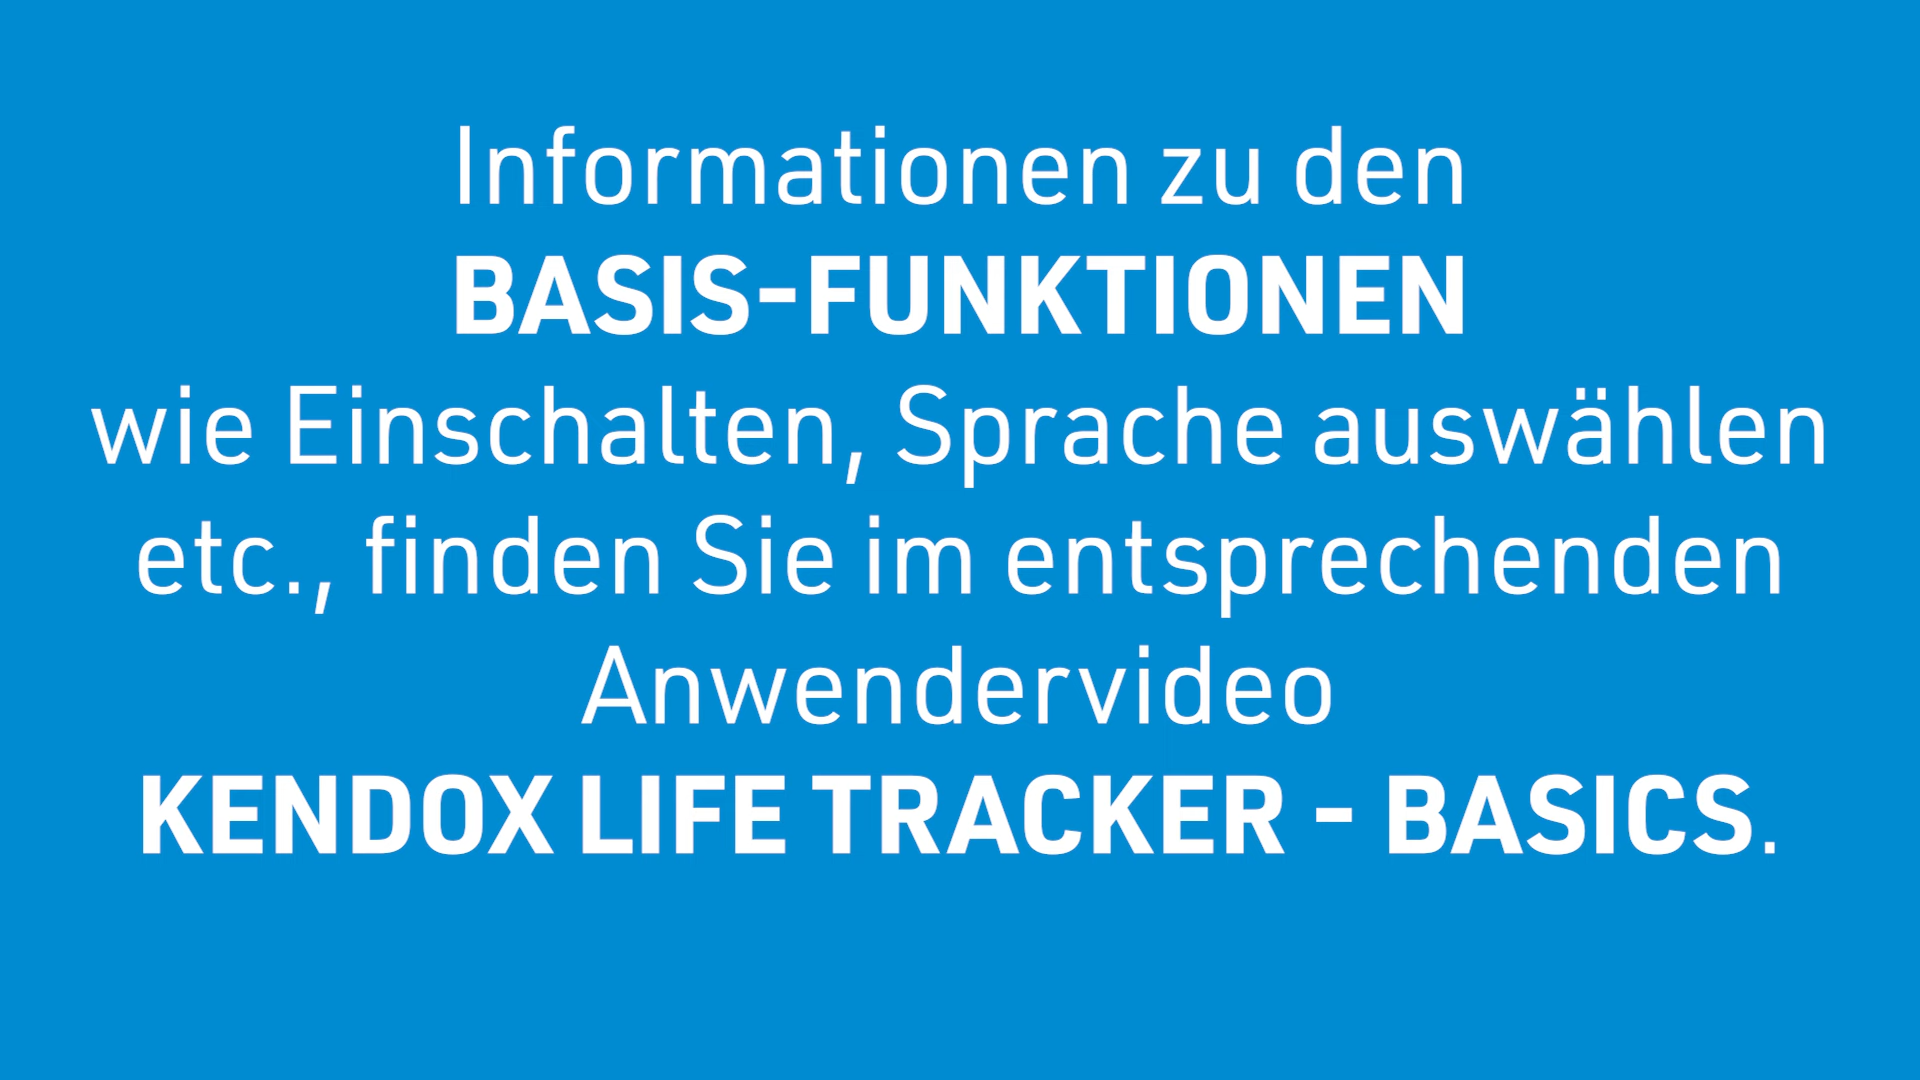 Informationen zu den
BASIS-FUNKTIONEN
wie Einschalten, Sprache auswählen
etc., finden Sie im entsprechenden
Anwendervideo
KENDOX LIFE TRACKER - BASICS.